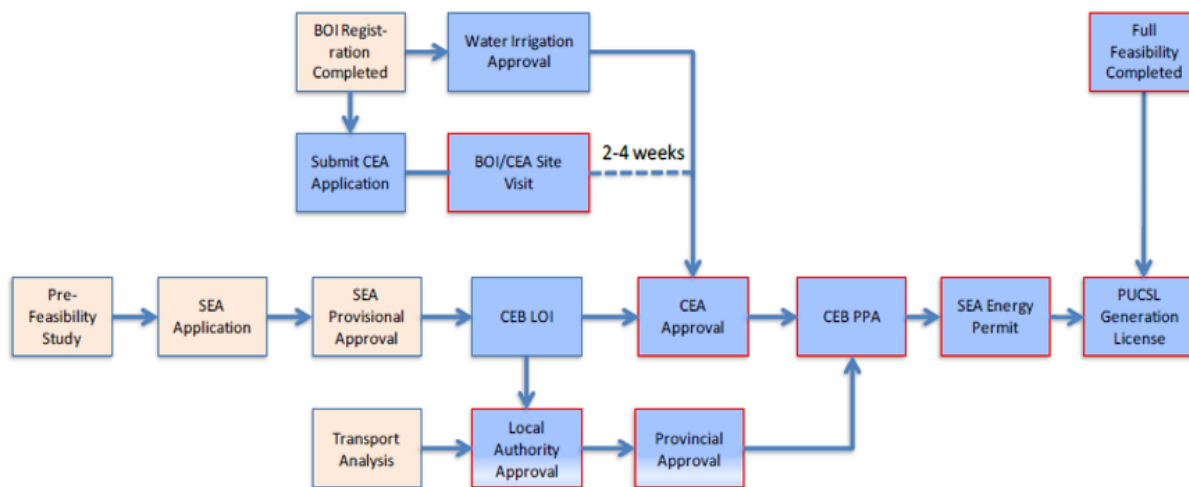 BOI Regist-
ration
Completed
Water Irrigation
Approval
Full
Feasibility
Completed
Submit CEA
Application
BOI/CEA Site
Visit
2-4 weeks
Pre-
Feasibility
Study
SEA
Application
SEA
Provisional
Approval
CEB LOI
CEA
Approval
CEB PPA
SEA Energy
Permit
PUCSL
Generation
License
Transport
Analysis
Local
Authority
Approval
Provincial
Approval